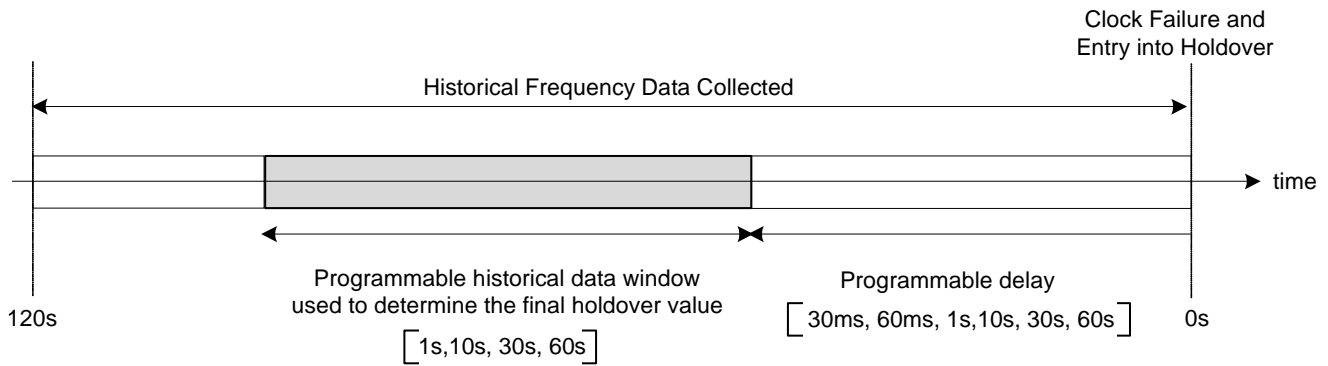 Clock Failure and
Entry into Holdover
Historical Frequency Data Collected
time
Programmable historical data window
used to determine the final holdover value
[1s,10s, 30s, 60s]
Programmable delay
[30ms, 60ms, 1s,10s, 30s, 60s]
120s
0s